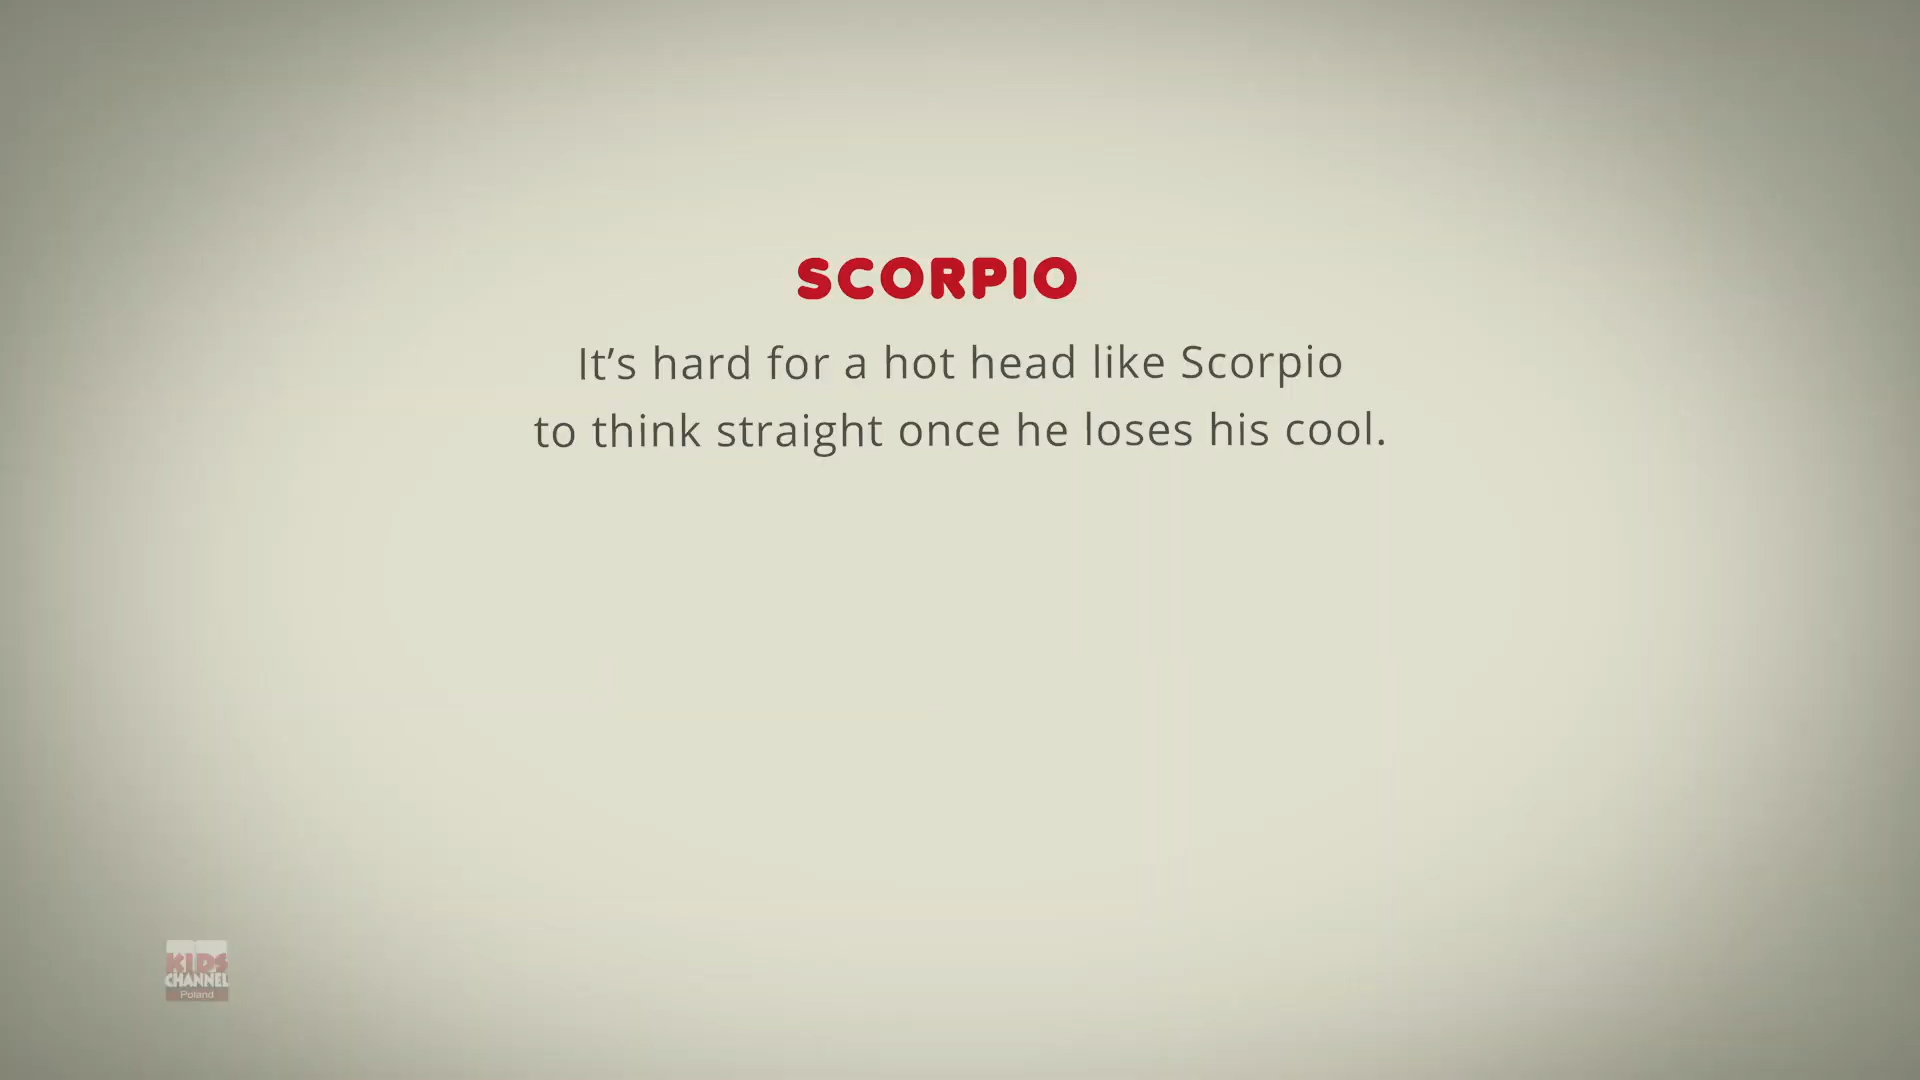 SCORPIO
It’s hard for a hot head like Scorpio
to think straight once he loses his cool.
KIDS
CHANNEL
Poland